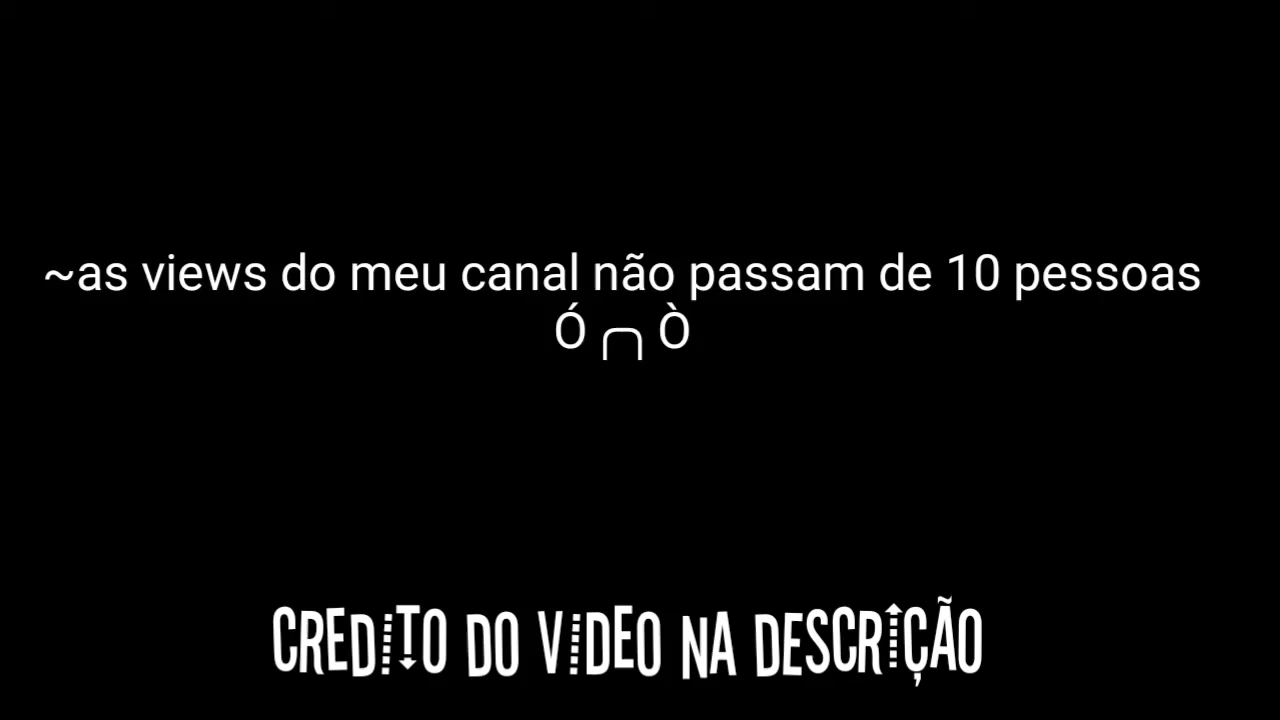 ~as views do meu canal não passam de 10 pessoas
Ó╭╮Ò
CREDITO DO VIDEO NA DESCRIÇÃO